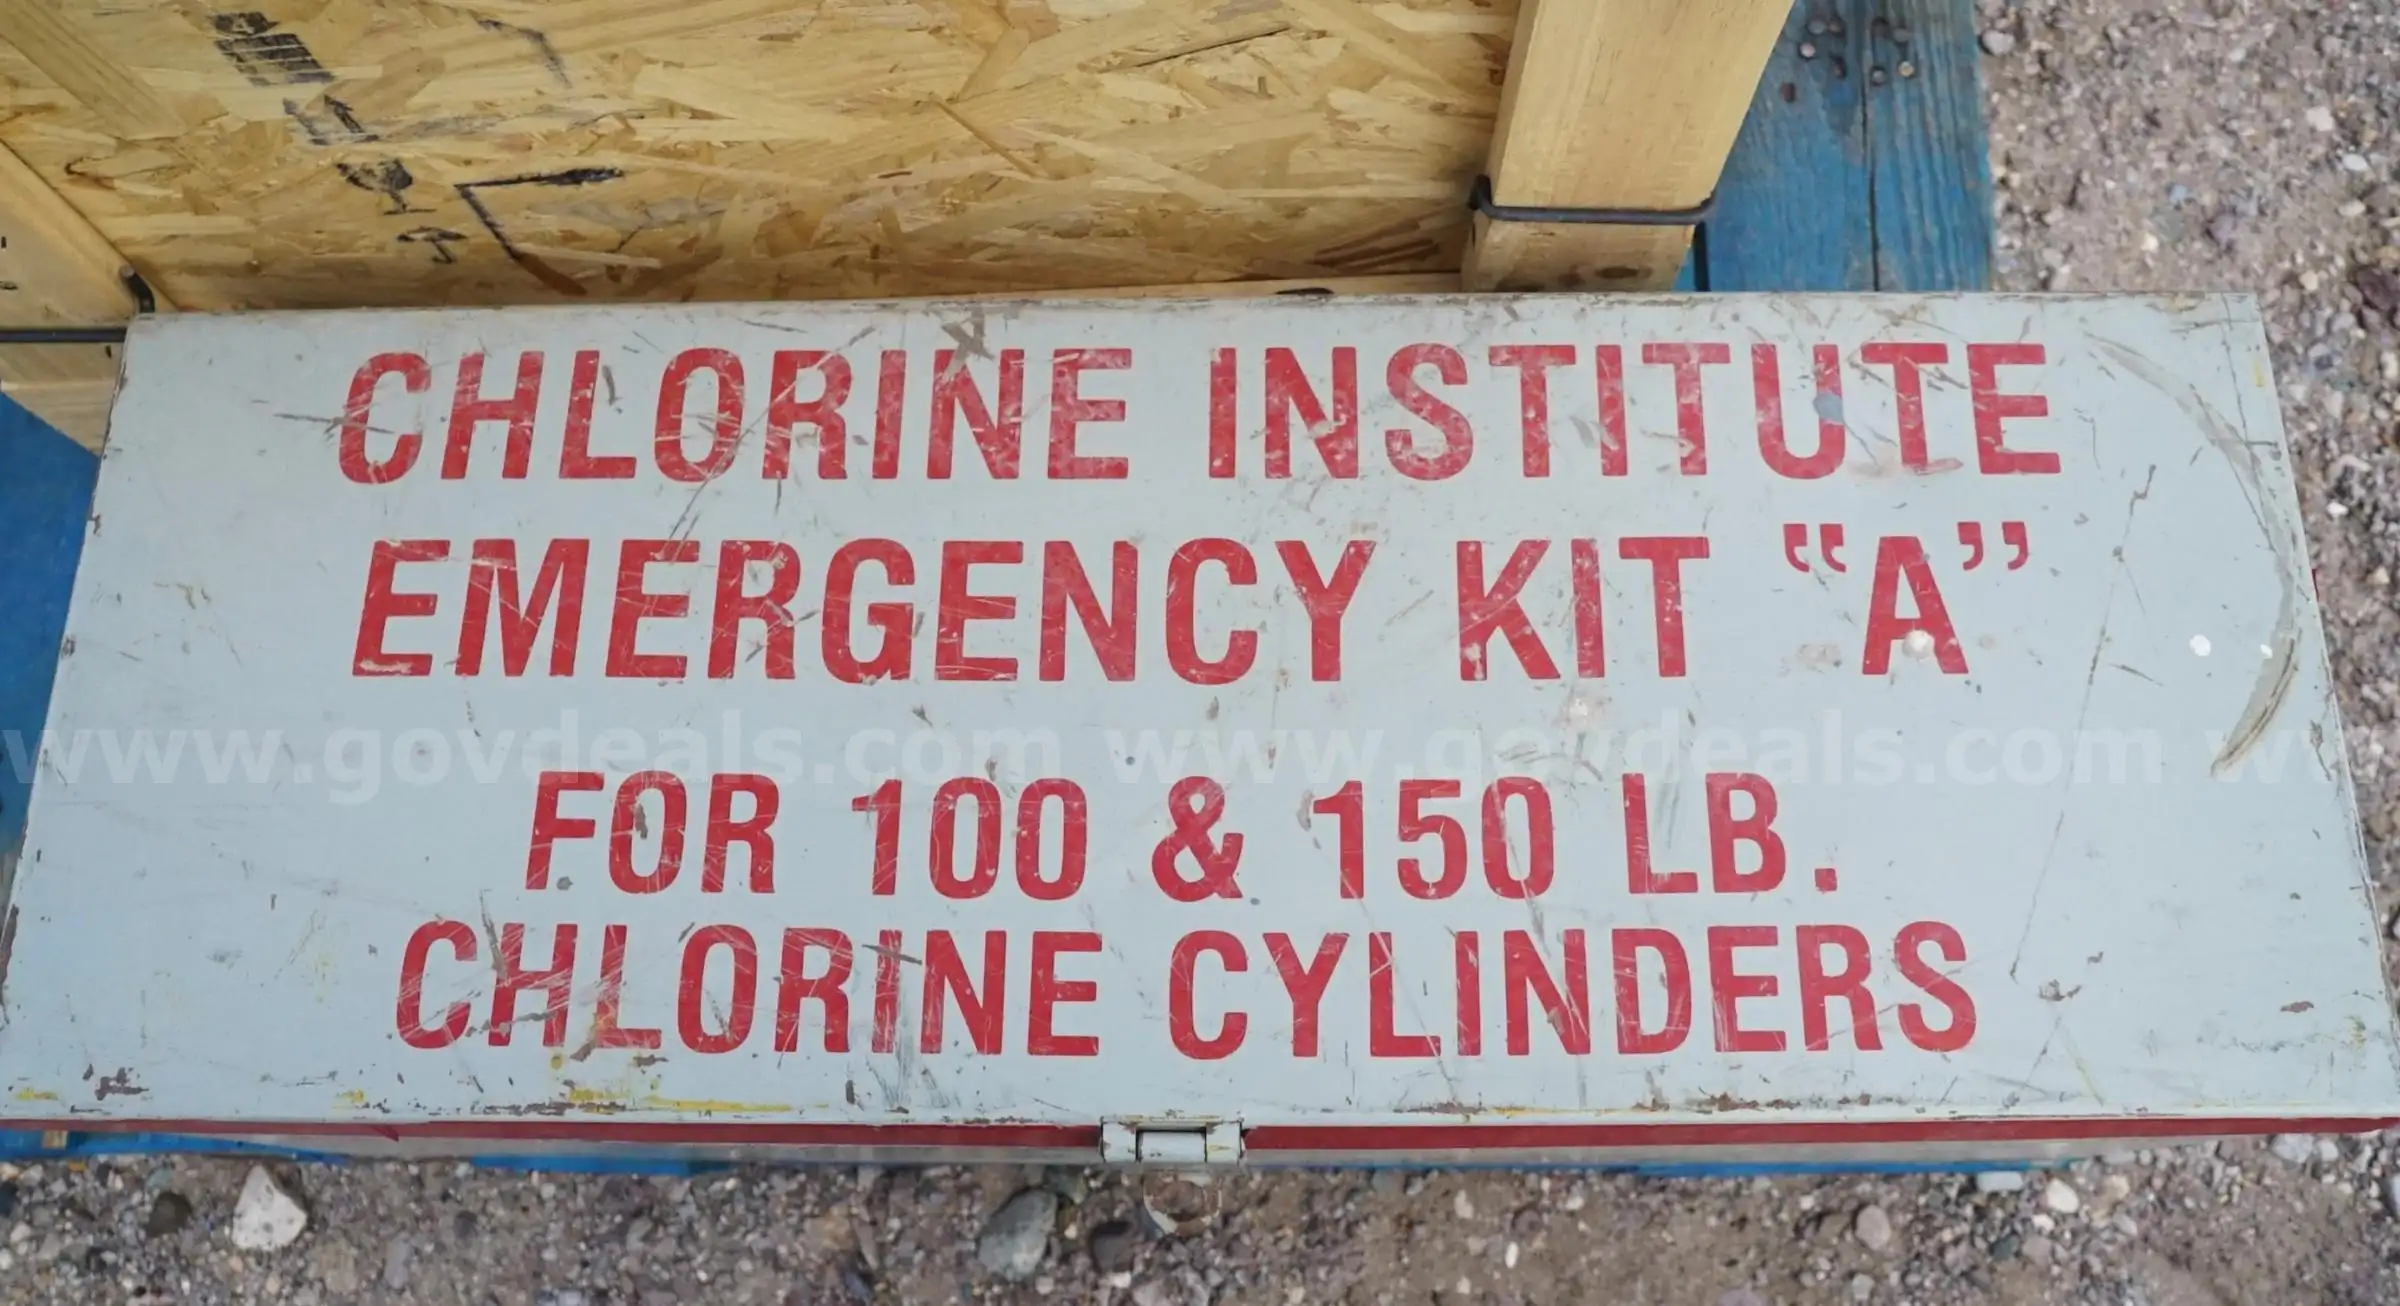 CHLORINE INSTITUTE
EMERGENCY KIT “A”
www.govdeals.com www.govdeals.com
FOR 100 & 150 LB.
CHLORINE CYLINDERS